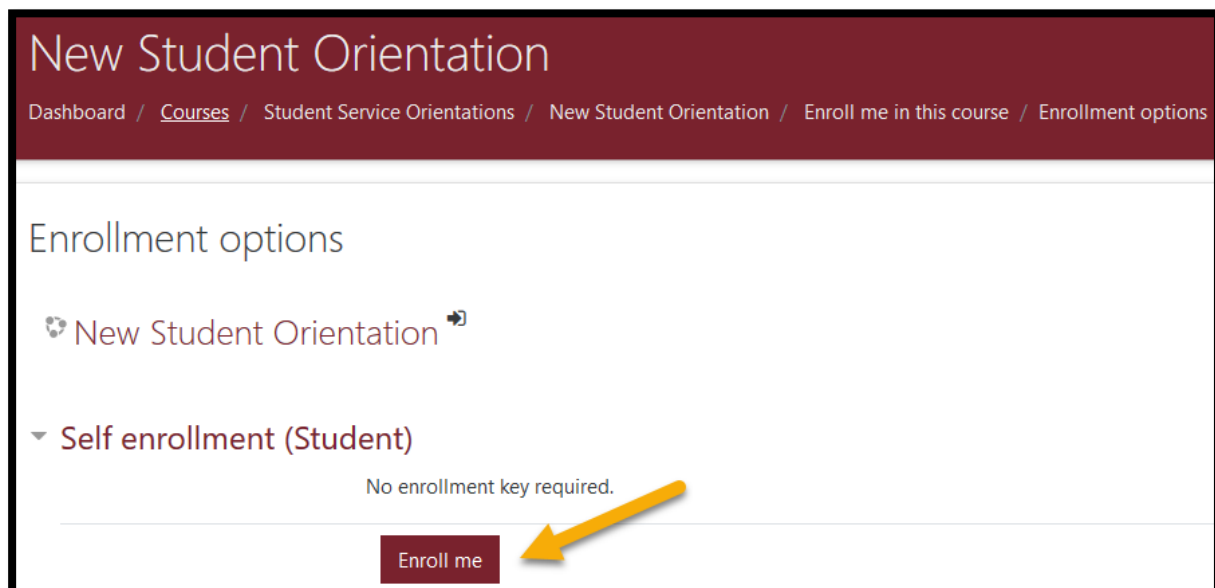 New Student Orientation
Dashboard / Courses / Student Service Orientations / New Student Orientation / Enroll me in this course / Enrollment options
Enrollment options
New Student Orientation
Self enrollment (Student)
No enrollment key required.
Enroll me